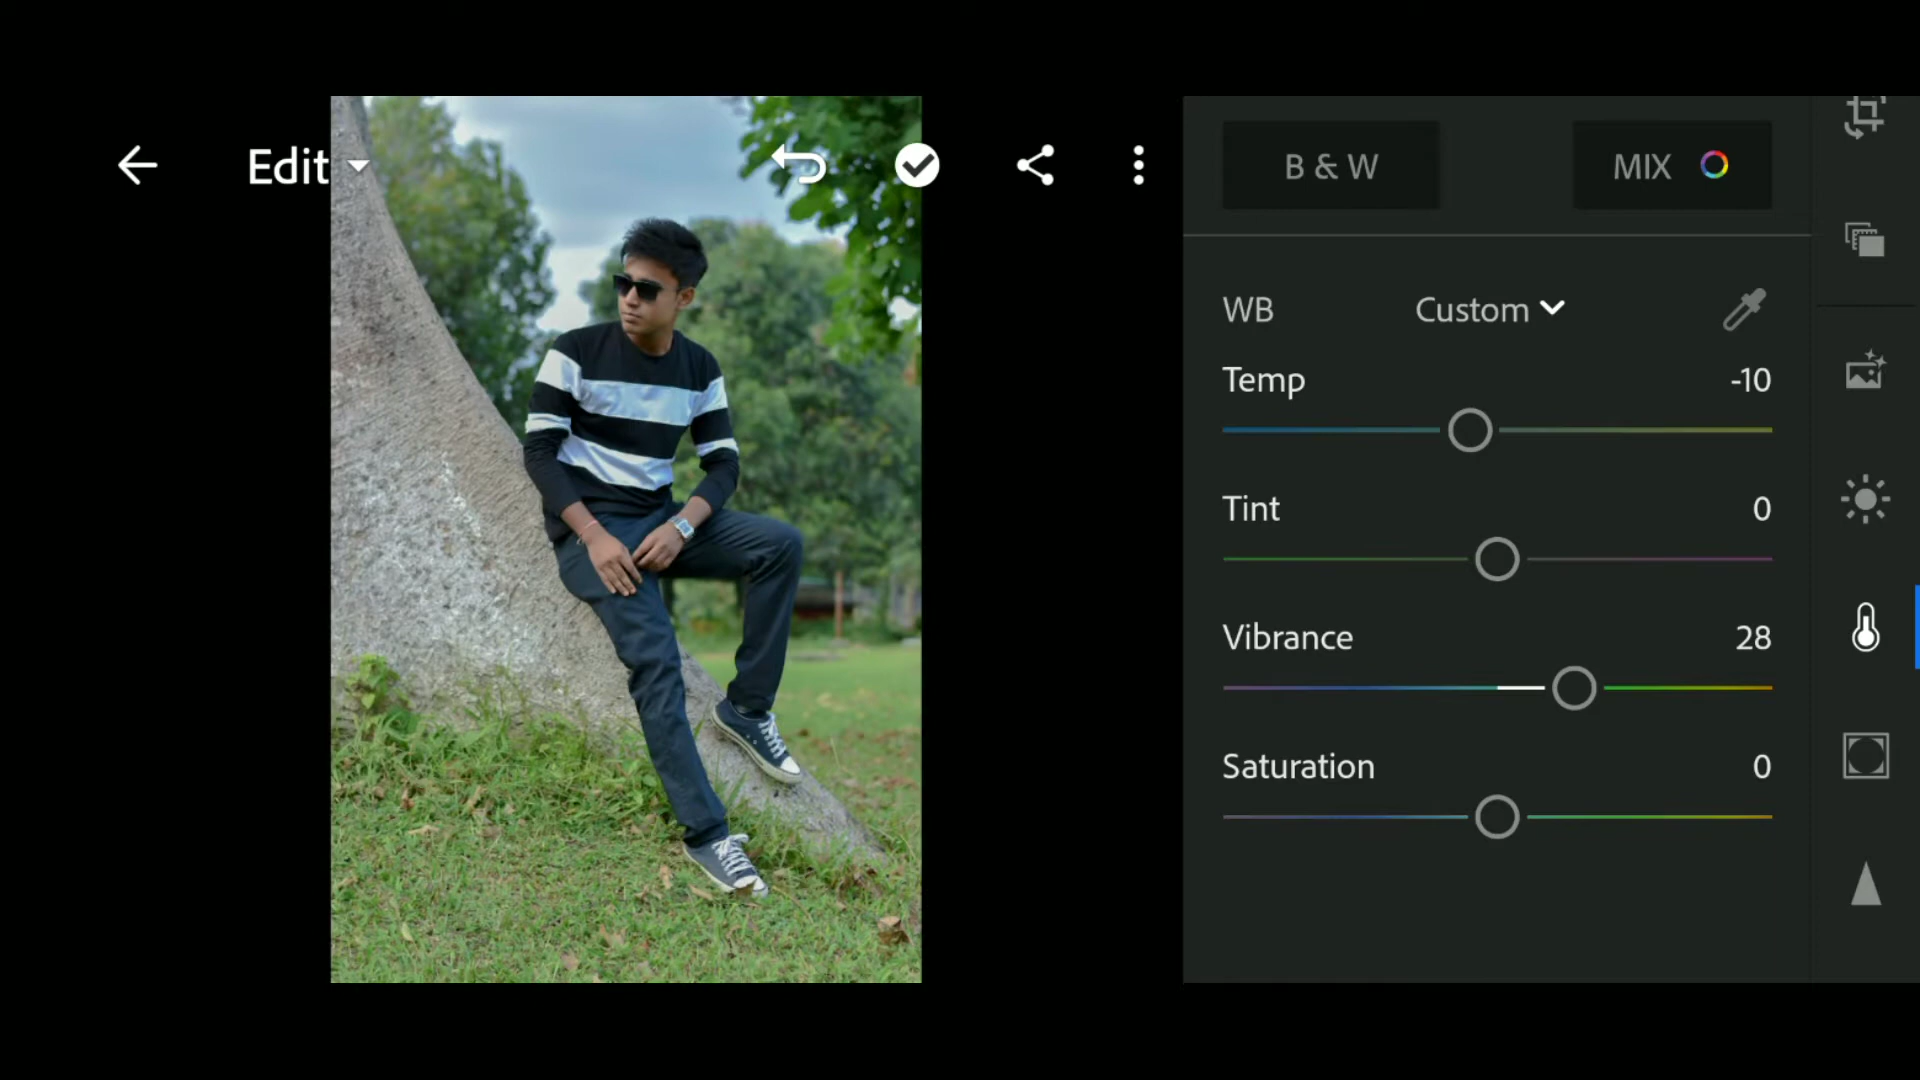 Edit
B & W
MIX
WB
Custom
Temp
-10
Tint
0
Vibrance
28
Saturation
0